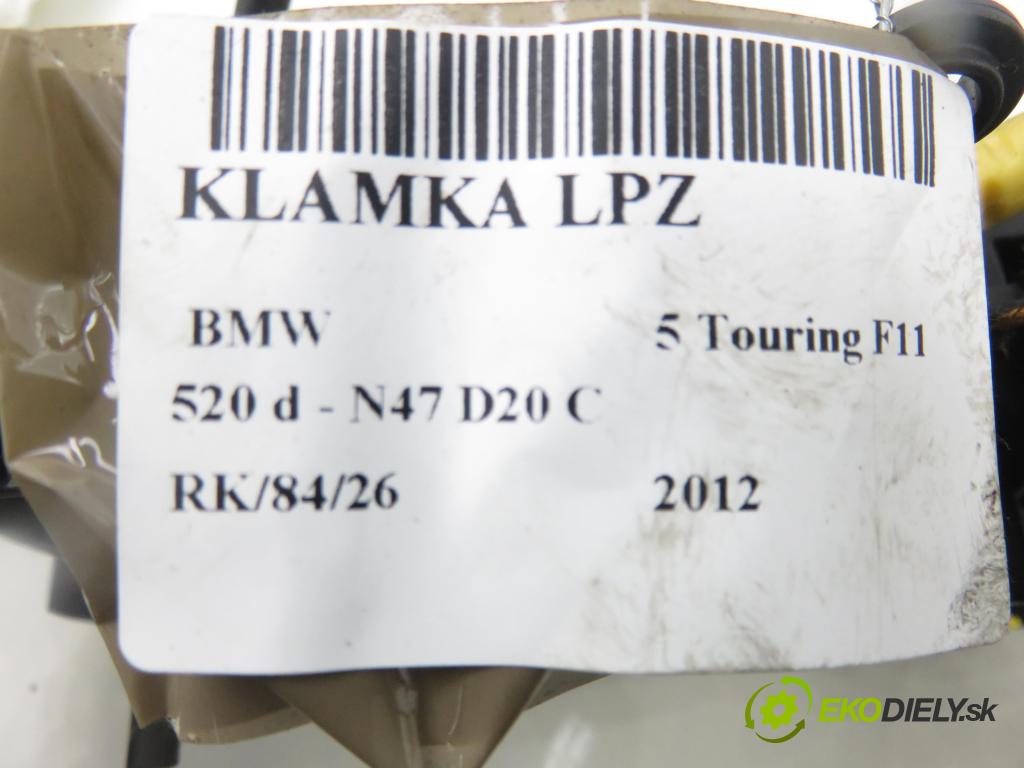 KLAMKA LPZ
BMW 5 Touring F11
520 d - N47 D20 C
RK/84/26 2012
EKODIELY.sk